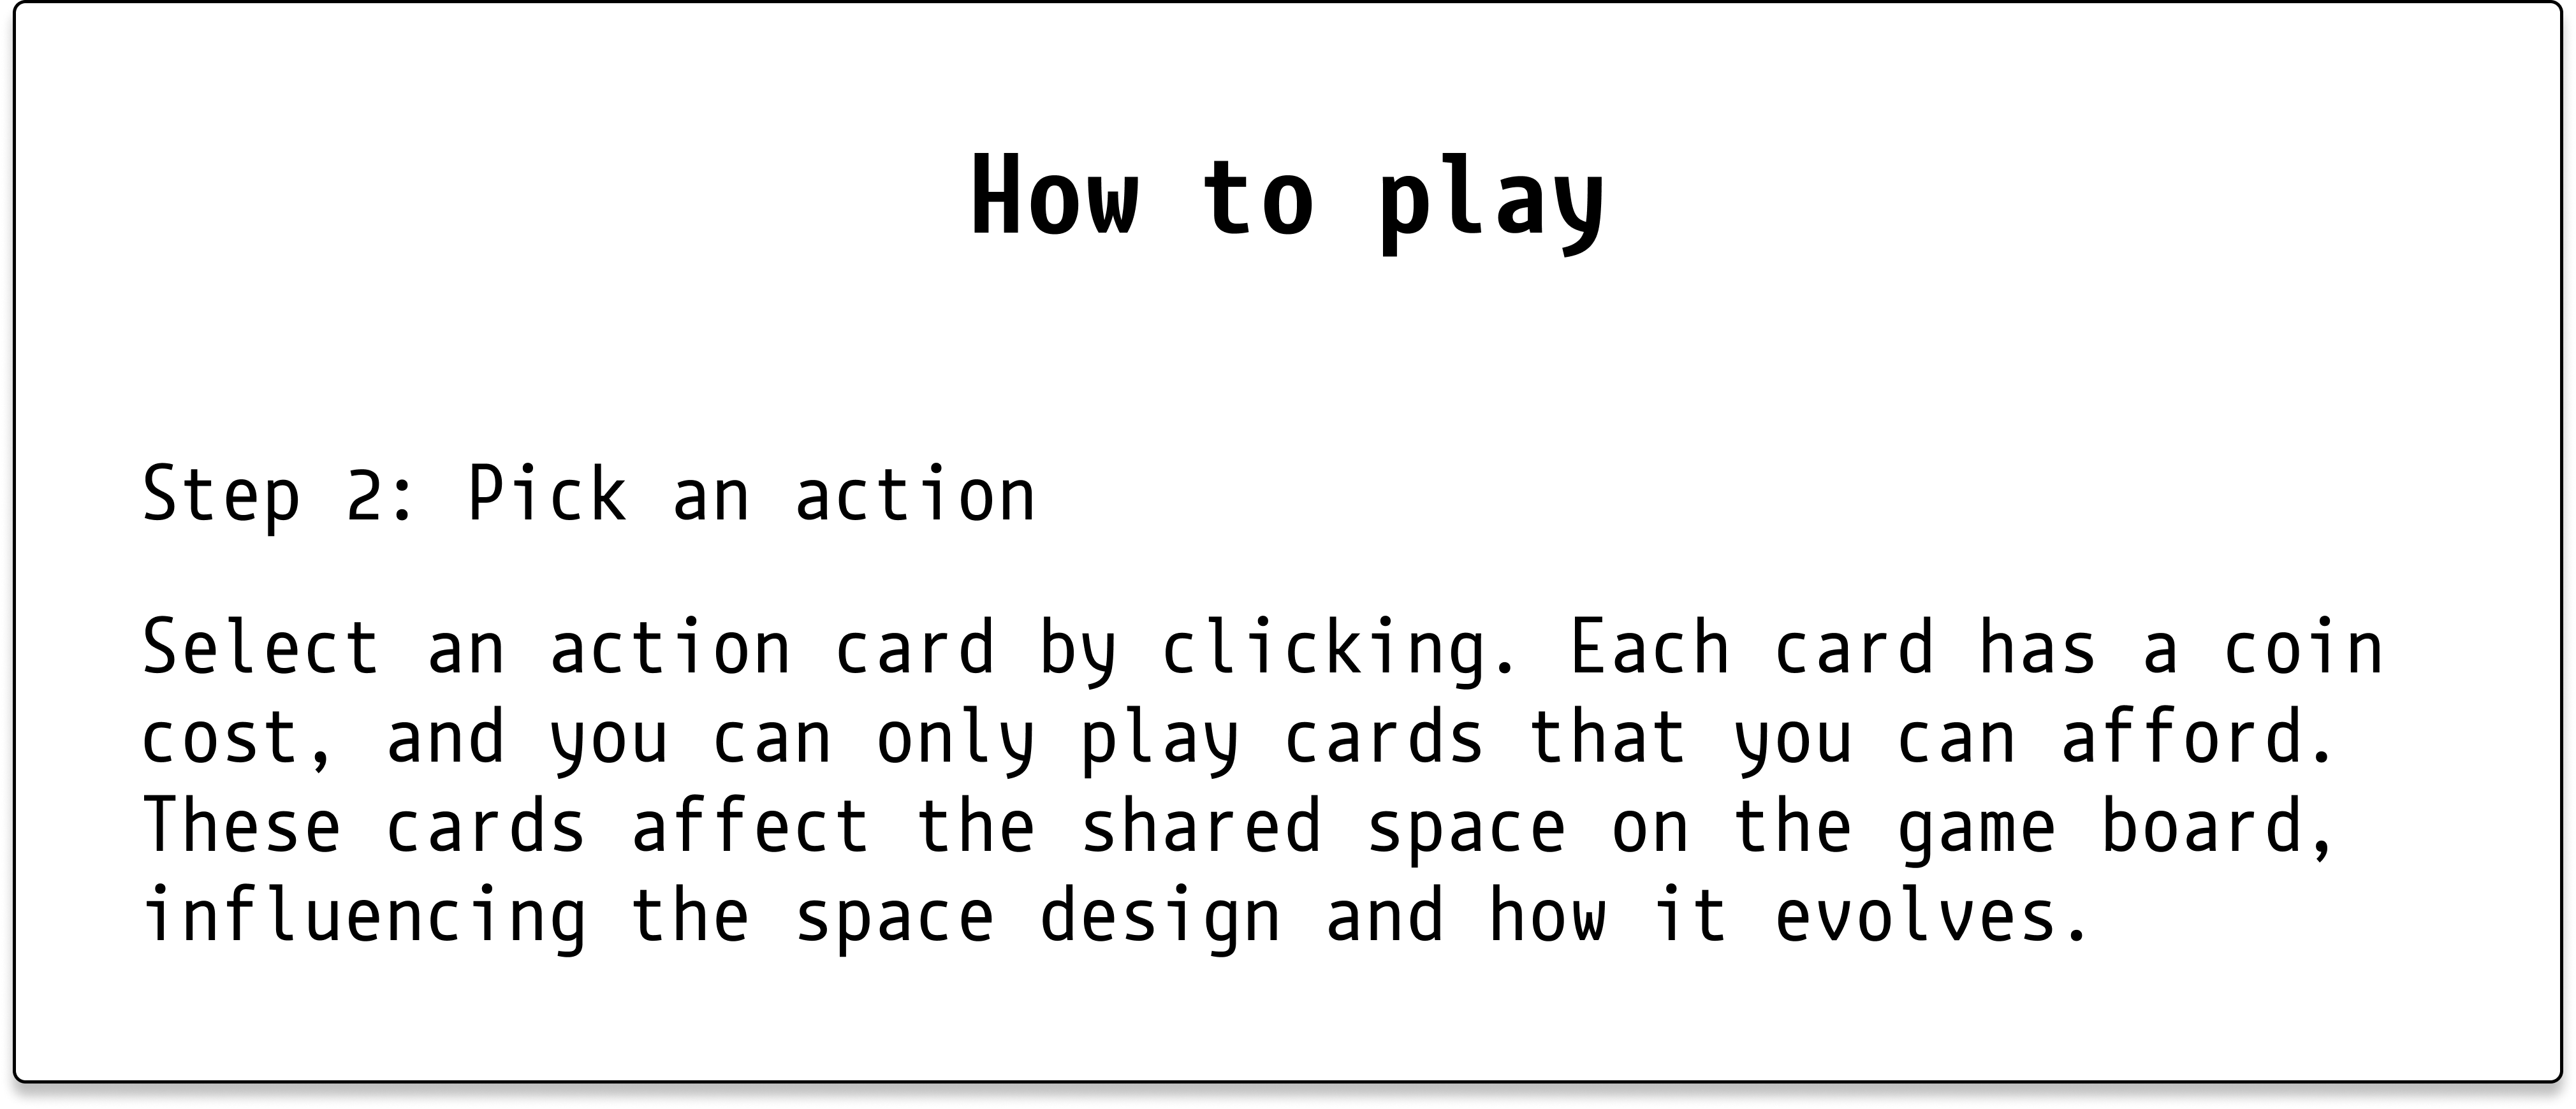 How to play
Step 2: Pick an action
Select an action card by clicking. Each card has a coin
cost, and you can only play cards that you can afford.
These cards affect the shared space on the game board,
influencing the space design and how it evolves.